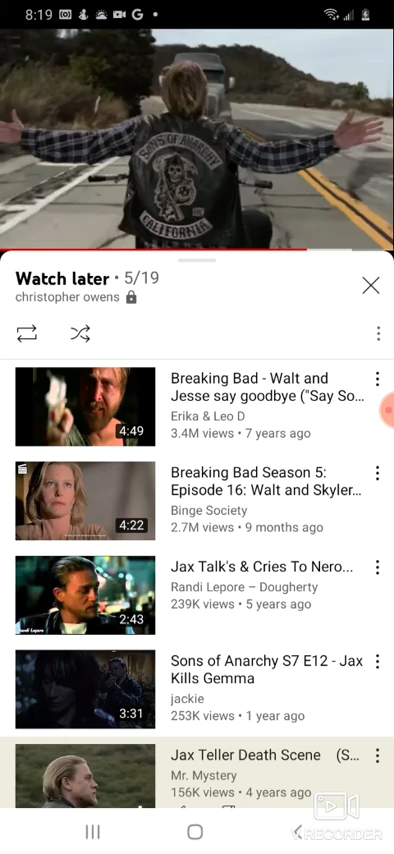 8:19
SONS OF ANARCHY
CALIFORNIA
Watch later • 5/19
christopher owens
Breaking Bad - Walt and
Jesse say goodbye ("Say So...
Erika & Leo D
3.4M views • 7 years ago
4:49
Breaking Bad Season 5:
Episode 16: Walt and Skyler...
Binge Society
2.7M views • 9 months ago
4:22
Jax Talk's & Cries To Nero...
Randi Lepore – Dougherty
239K views • 5 years ago
2:43
Sons of Anarchy S7 E12 - Jax
Kills Gemma
jackie
253K views • 1 year ago
3:31
Jax Teller Death Scene (S...
Mr. Mystery
156K views • 4 years ago
V RECORDER